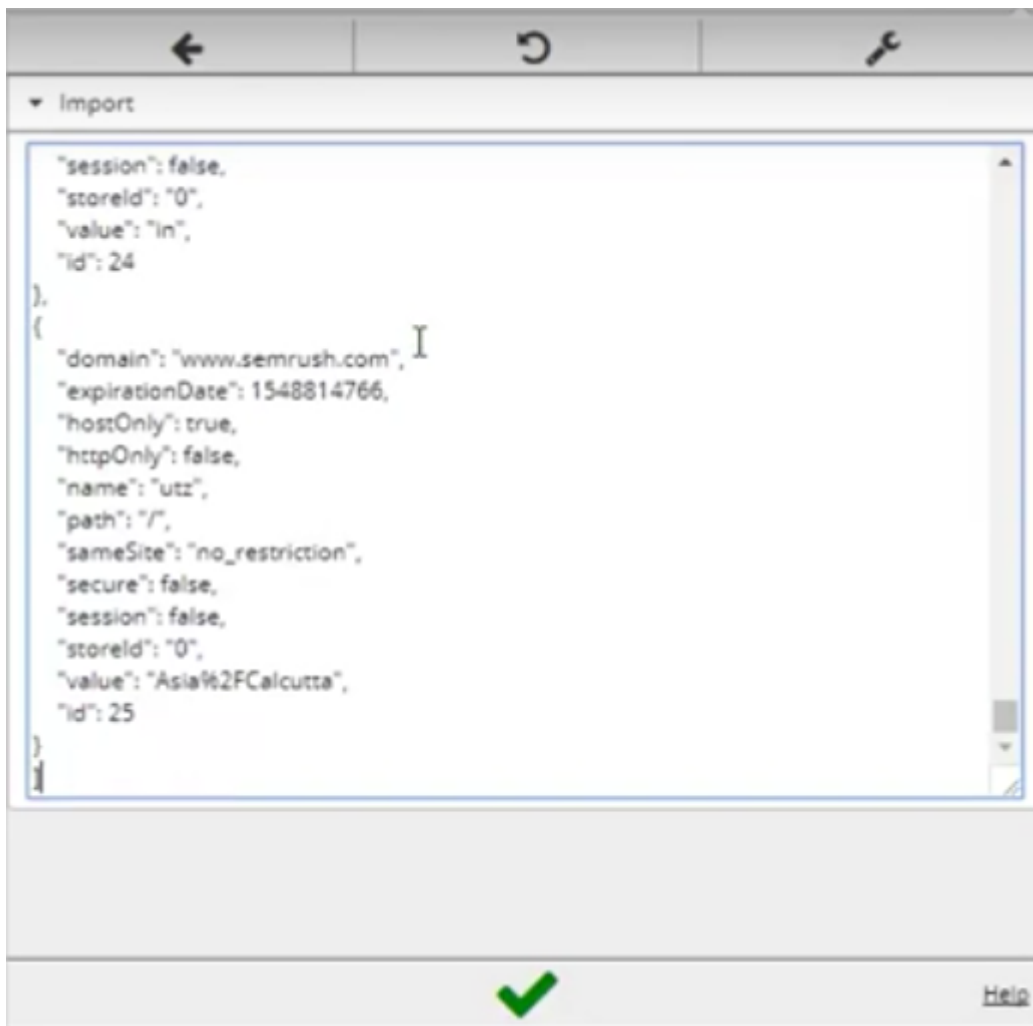 Import
"session": false,
"storeId": "0",
"value": "in",
"id": 24
},
{
"domain": "www.semrush.com",
"expirationDate": 1548814766,
"hostOnly": true,
"httpOnly": false,
"name": "utz",
"path": "/",
"sameSite": "no_restriction",
"secure": false,
"session": false,
"storeId": "0",
"value": "Asia%2FCalcutta",
"id": 25
}
]
Help